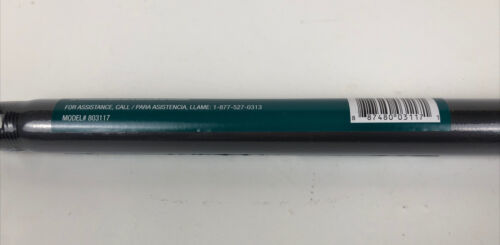 FOR ASSISTANCE, CALL / PARA ASISTENCIA, LLAME: 1-877-527-0313
MODEL# 803117
8 87480 03117 1